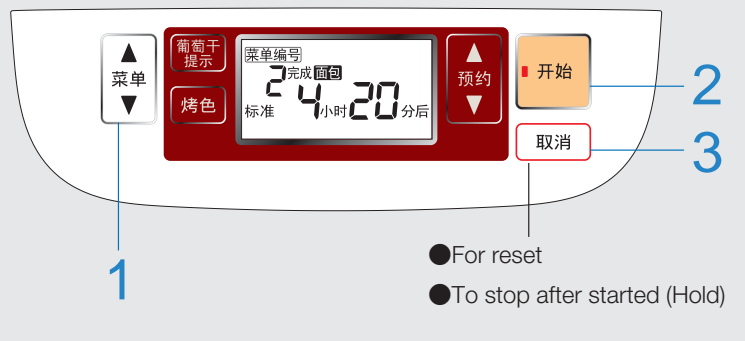 菜单
葡萄干
提示
烤色
菜单编号
2 完成 面包
标准 4小时20分后
预约
开始
取消
1
2
3
●For reset
●To stop after started (Hold)